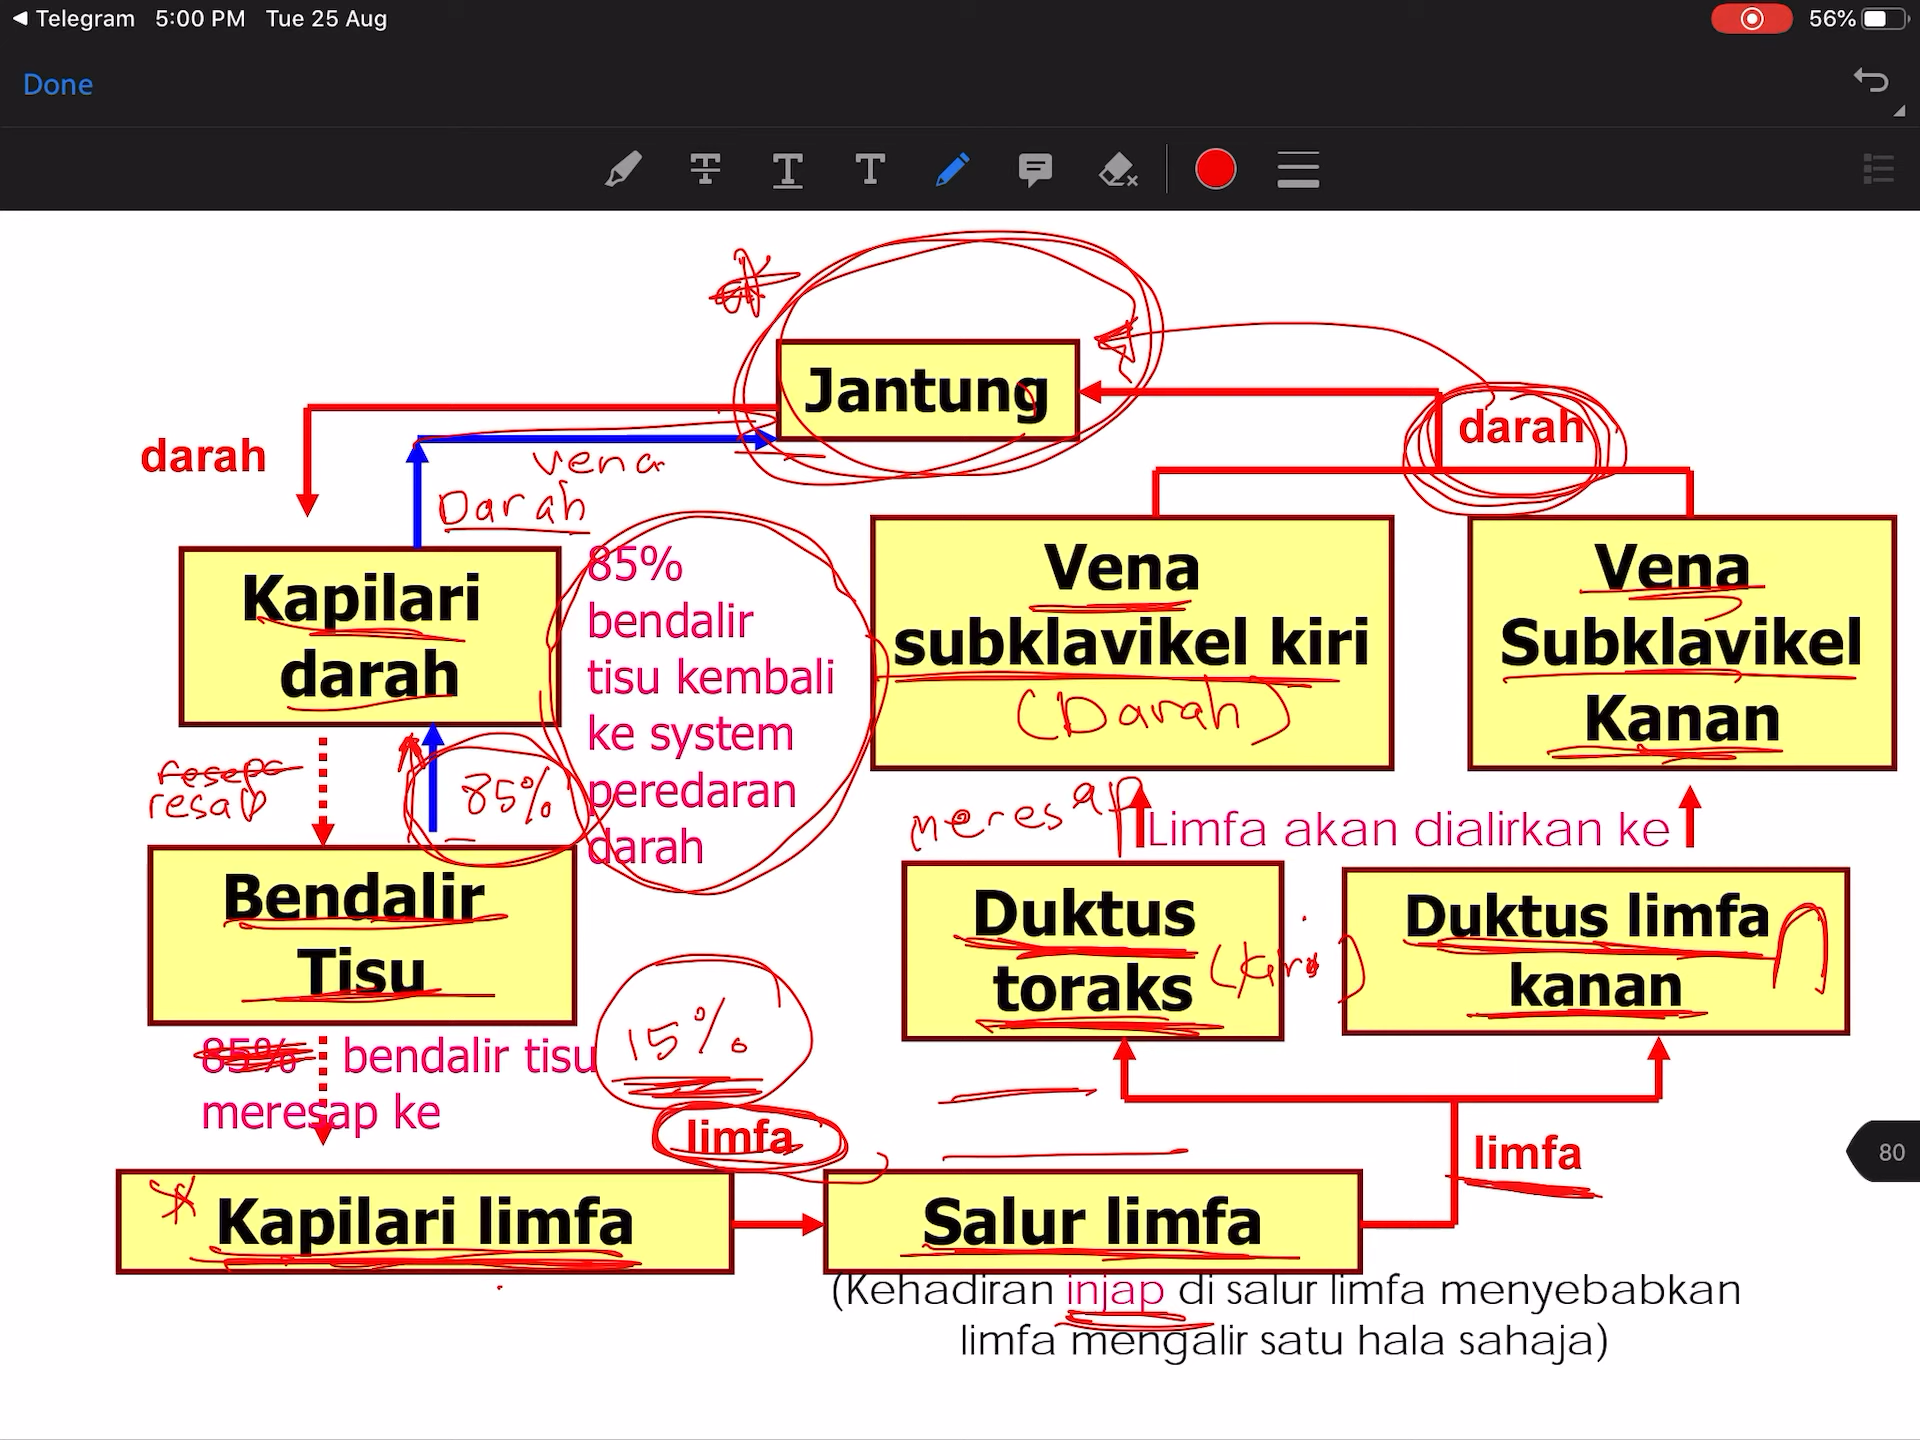 Telegram 5:00 PM Tue 25 Aug
56%
Done
Jantung
darah
darah
vena
Darah
Kapilari
darah
85%
bendalir
tisu kembali
ke system
peredaran
darah
Vena
subklavikel kiri
(Darah)
Vena
Subklavikel
Kanan
resap
85%
meresap
Limfa akan dialirkan ke
Bendalir
Tisu
Duktus
toraks
(kiri)
Duktus limfa
kanan
85% bendalir tisu
meresap ke
15%
limfa
limfa
80
Kapilari limfa
Salur limfa
(Kehadiran injap di salur limfa menyebabkan
limfa mengalir satu hala sahaja)